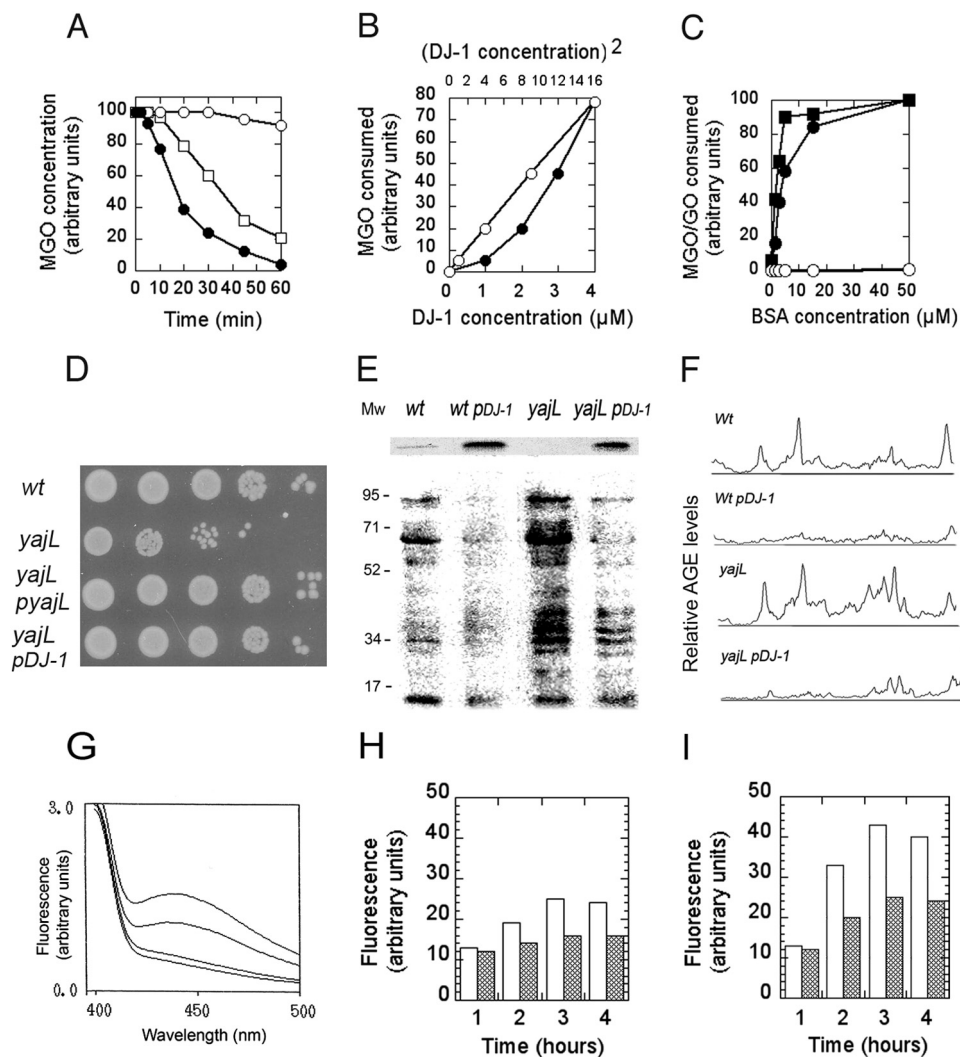 A
MGO concentration
(arbitrary units)
100
80
60
40
20
0
0 10 20 30 40 50 60
Time (min)
B
(DJ-1 concentration) 2
0 2 4 6 8 10 12 14 16
MGO consumed
(arbitrary units)
80
70
60
50
40
30
20
10
0
0 1 2 3 4
DJ-1 concentration (µM)
C
MGO/GO consumed
(arbitrary units)
100
80
60
40
20
0
0 10 20 30 40 50
BSA concentration (µM)
D
wt
yajL
yajL
pyajL
yajL
pDJ-1
E
Mw wt wt pDJ-1 yajL yajL pDJ-1
95 -
71 -
52 -
34 -
17 -
F
Relative AGE levels
Wt
Wt pDJ-1
yajL
yajL pDJ-1
G
Fluorescence
(arbitrary units)
3.0
0.0
400 450 500
Wavelength (nm)
H
Fluorescence
(arbitrary units)
50
40
30
20
10
0
1 2 3 4
Time (hours)
I
Fluorescence
(arbitrary units)
50
40
30
20
10
0
1 2 3 4
Time (hours)